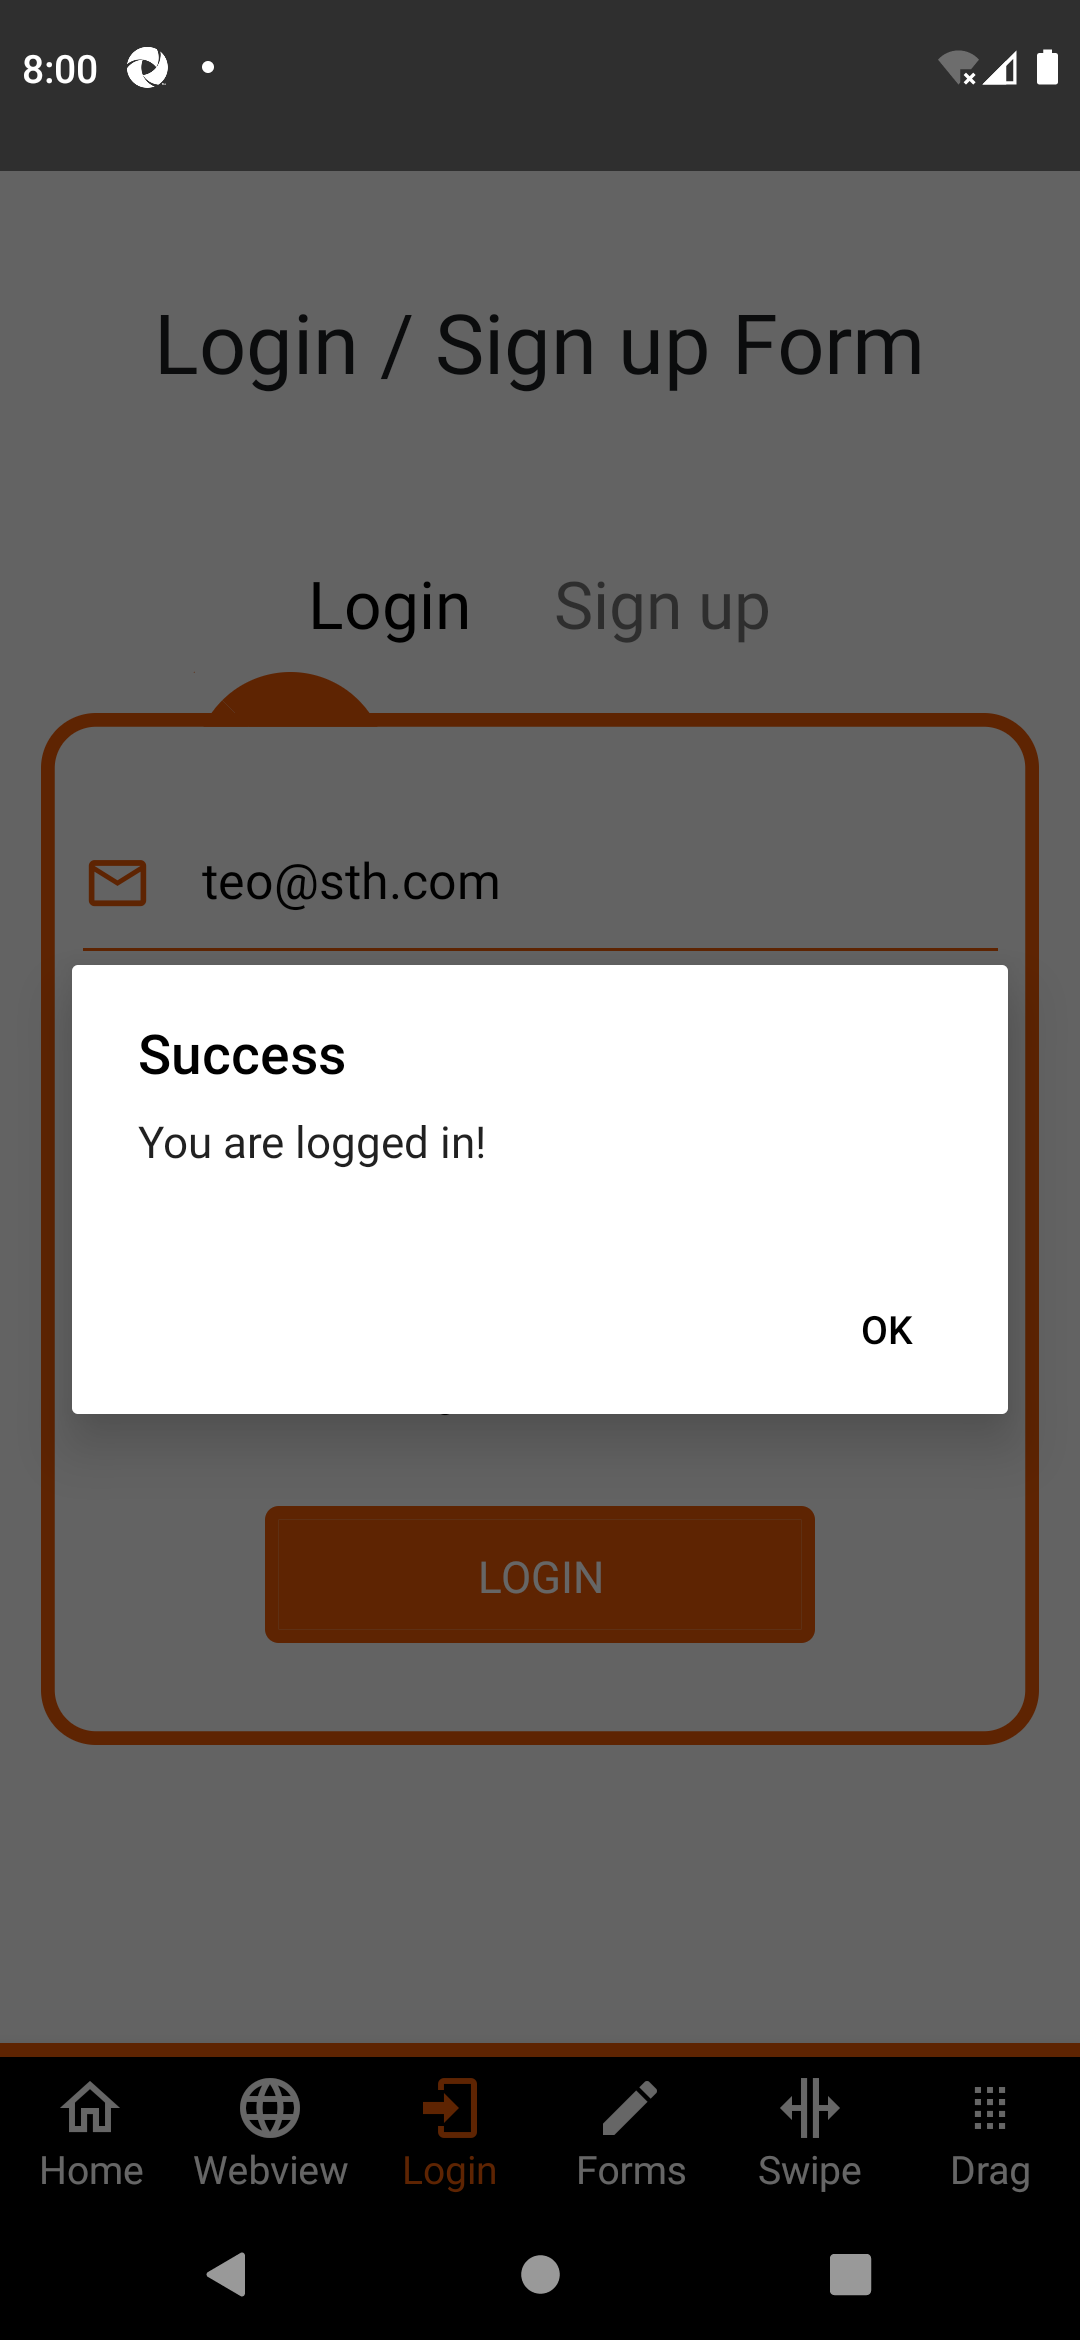 8:00
Login / Sign up Form
Login Sign up
teo@sth.com
Success
You are logged in!
OK
LOGIN
Home Webview Login Forms Swipe Drag